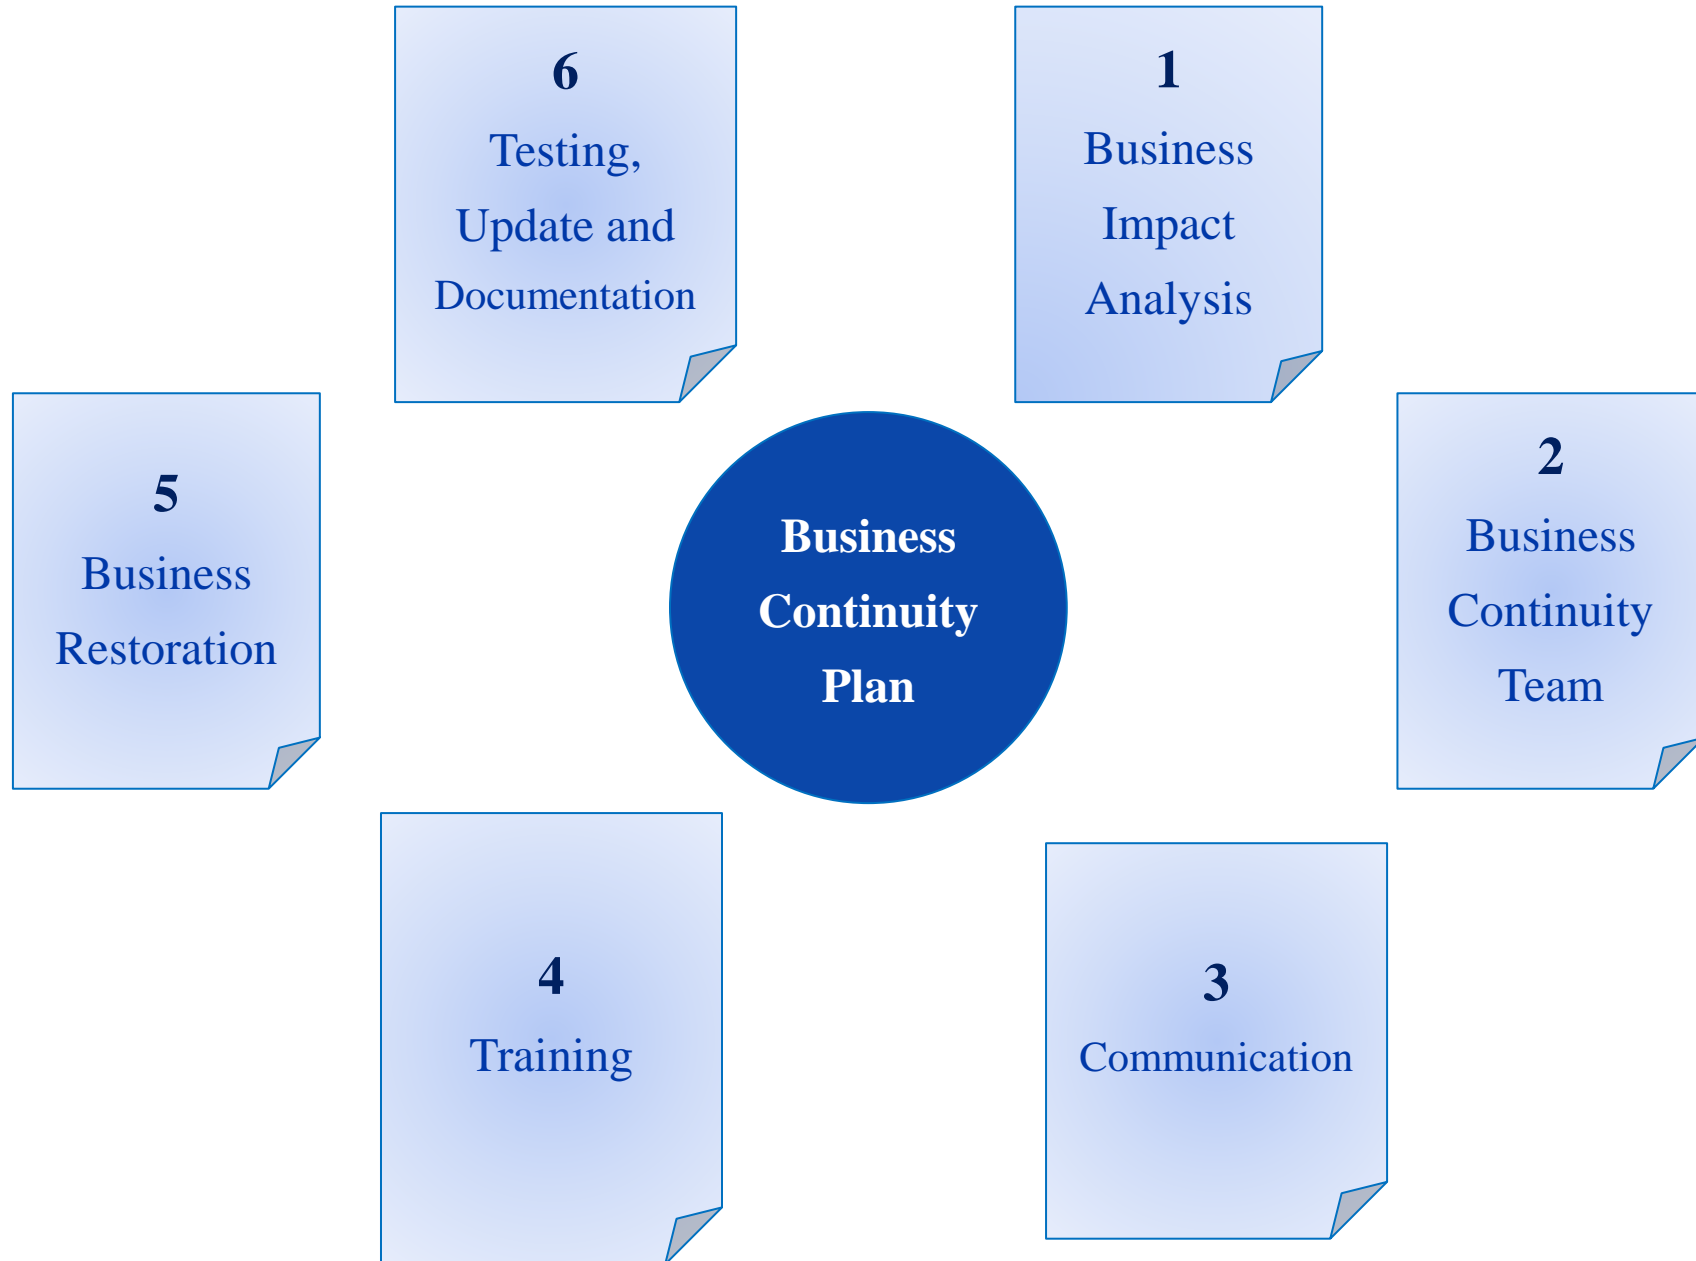 6
Testing,
Update and
Documentation
1
Business
Impact
Analysis
5
Business
Restoration
Business
Continuity
Plan
2
Business
Continuity
Team
4
Training
3
Communication